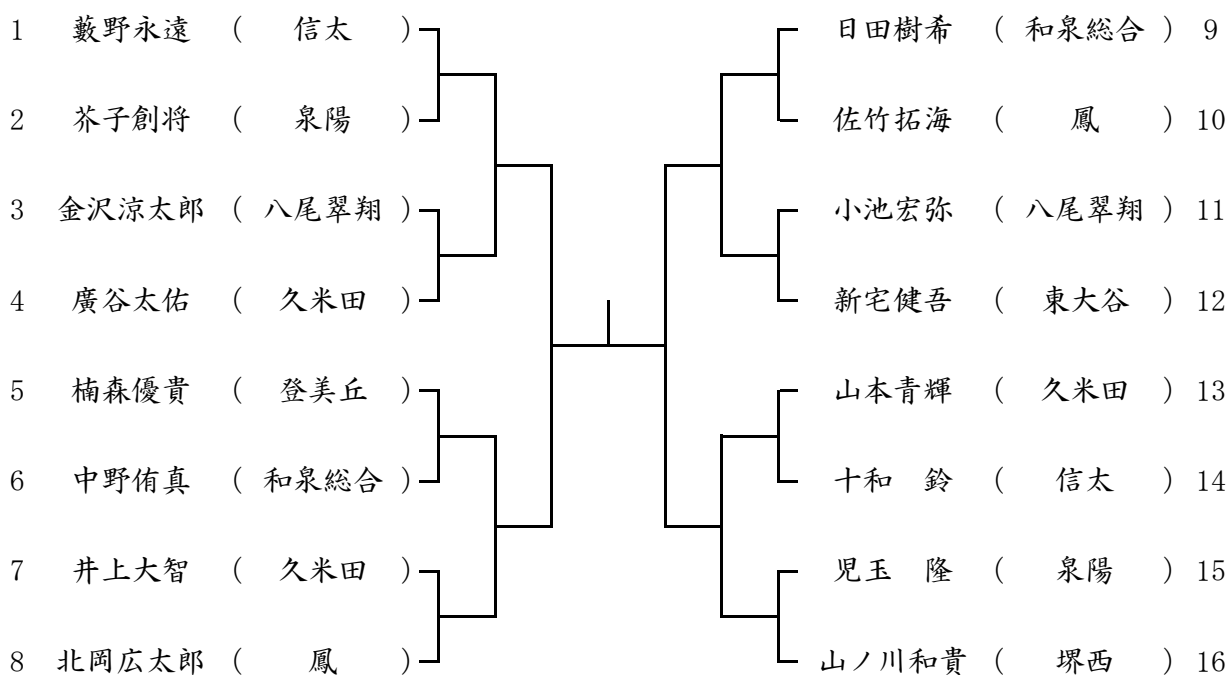 1 藪野永遠 ( 信太 ) 日田樹希 ( 和泉総合 ) 9
2 芥子創将 ( 泉陽 ) 佐竹拓海 ( 鳳 ) 10
3 金沢涼太郎 ( 八尾翠翔 ) 小池宏弥 ( 八尾翠翔 ) 11
4 廣谷太佑 ( 久米田 ) 新宅健吾 ( 東大谷 ) 12
5 楠森優貴 ( 登美丘 ) 山本青輝 ( 久米田 ) 13
6 中野侑真 ( 和泉総合 ) 十和 鈴 ( 信太 ) 14
7 井上大智 ( 久米田 ) 児玉 隆 ( 泉陽 ) 15
8 北岡広太郎 ( 鳳 ) 山ノ川和貴 ( 堺西 ) 16